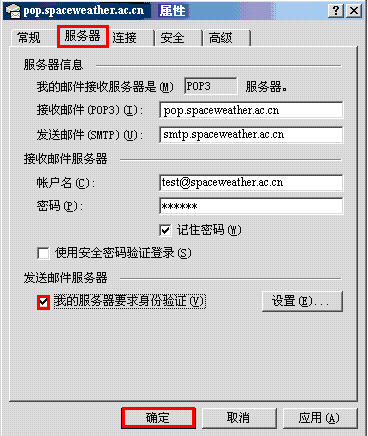 pop.spaceweather.ac.cn 属性
常规 服务器 连接 安全 高级
服务器信息
我的邮件接收服务器是(M) POP3 服务器。
接收邮件(POP3)(I): pop.spaceweather.ac.cn
发送邮件(SMTP)(U): smtp.spaceweather.ac.cn
接收邮件服务器
帐户名(C): test@spaceweather.ac.cn
密码(P): ******
记住密码(W)
使用安全密码验证登录(S)
发送邮件服务器
我的服务器要求身份验证(V) 设置(E)...
确定 取消 应用(A)